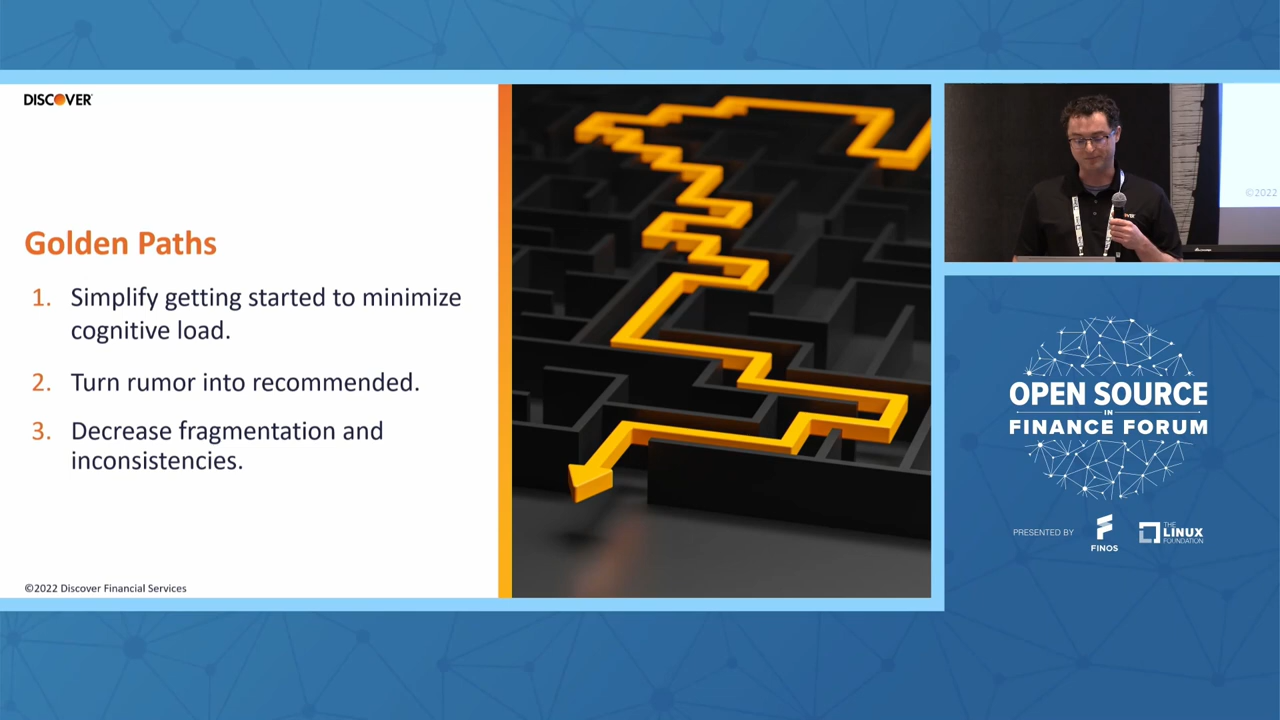 DISCOVER
Golden Paths
1. Simplify getting started to minimize
cognitive load.
2. Turn rumor into recommended.
3. Decrease fragmentation and
inconsistencies.
©2022 Discover Financial Services
©2022
OPEN SOURCE
IN
FINANCE FORUM
PRESENTED BY
FINOS
THE
LINUX
FOUNDATION